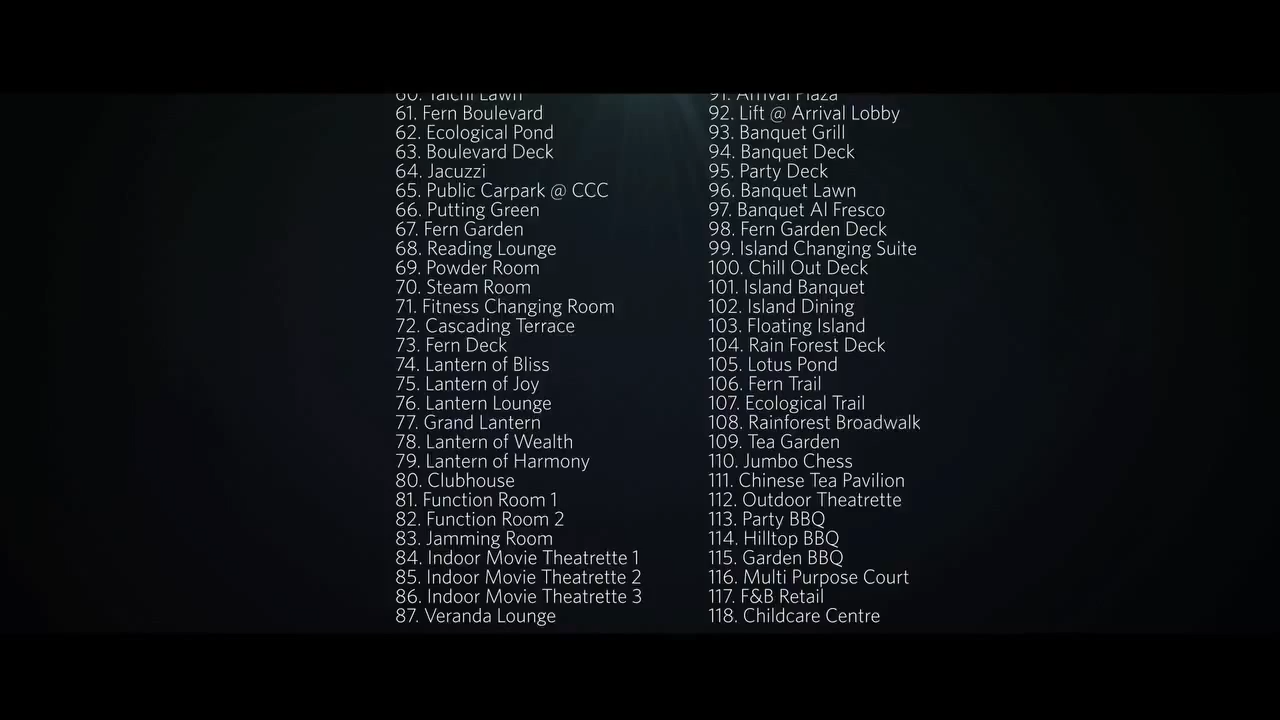 60. Taichi Lawn
61. Fern Boulevard
62. Ecological Pond
63. Boulevard Deck
64. Jacuzzi
65. Public Carpark @ CCC
66. Putting Green
67. Fern Garden
68. Reading Lounge
69. Powder Room
70. Steam Room
71. Fitness Changing Room
72. Cascading Terrace
73. Fern Deck
74. Lantern of Bliss
75. Lantern of Joy
76. Lantern Lounge
77. Grand Lantern
78. Lantern of Wealth
79. Lantern of Harmony
80. Clubhouse
81. Function Room 1
82. Function Room 2
83. Jamming Room
84. Indoor Movie Theatrette 1
85. Indoor Movie Theatrette 2
86. Indoor Movie Theatrette 3
87. Veranda Lounge
91. Arrival Plaza
92. Lift @ Arrival Lobby
93. Banquet Grill
94. Banquet Deck
95. Party Deck
96. Banquet Lawn
97. Banquet Al Fresco
98. Fern Garden Deck
99. Island Changing Suite
100. Chill Out Deck
101. Island Banquet
102. Island Dining
103. Floating Island
104. Rain Forest Deck
105. Lotus Pond
106. Fern Trail
107. Ecological Trail
108. Rainforest Broadwalk
109. Tea Garden
110. Jumbo Chess
111. Chinese Tea Pavilion
112. Outdoor Theatrette
113. Party BBQ
114. Hilltop BBQ
115. Garden BBQ
116. Multi Purpose Court
117. F&B Retail
118. Childcare Centre